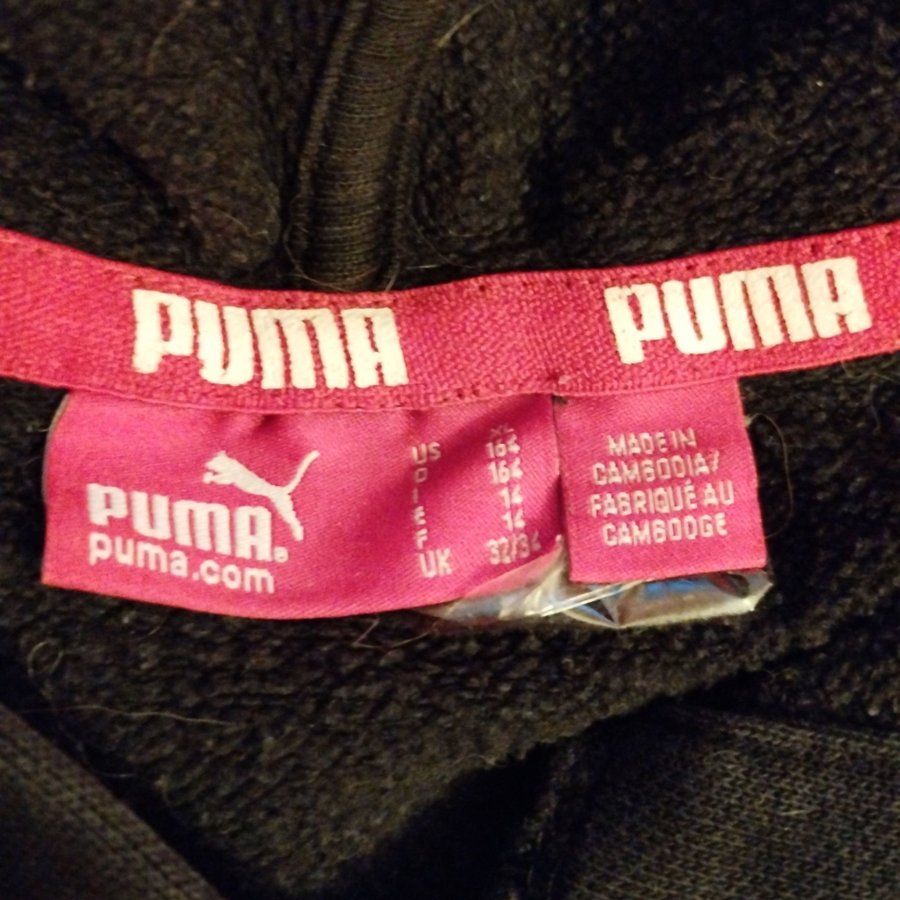 PUMA PUMA
PUMA®
puma.com
US XL
D 164
I 164
E 14
F 14
UK 32/34
MADE IN
CAMBODIA/
FABRIQUÉ AU
CAMBODGE